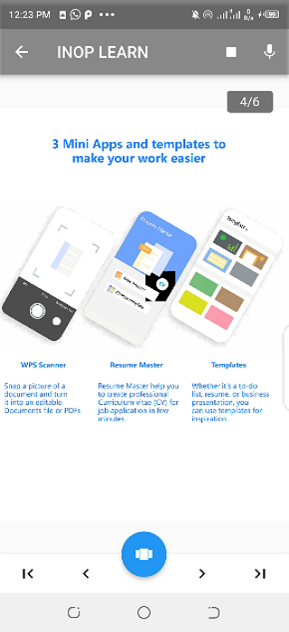 12:23 PM
INOP LEARN
4/6
3 Mini Apps and templates to
make your work easier
Resume Master
Templates
WPS Scanner
Resume Master
Templates
Snap a picture of a
document and turn
it into an editable
Documents file or PDFs
Resume Master help you
to create professional
Curriculum vitae (CV) for
job application in few
minutes.
Whether it's a to-do
list, resume, or business
presentation, you
can use templates for
inspiration.